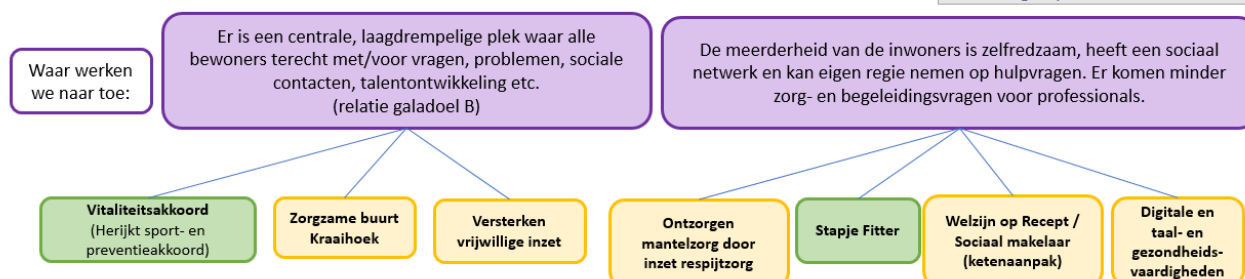 Waar werken
we naar toe:
Er is een centrale, laagdrempelige plek waar alle
bewoners terecht met/voor vragen, problemen, sociale
contacten, talentontwikkeling etc.
(relatie galadoel B)
De meerderheid van de inwoners is zelfredzaam, heeft een sociaal
netwerk en kan eigen regie nemen op hulpvragen. Er komen minder
zorg- en begeleidingsvragen voor professionals.
Vitaliteitsakkoord
(Herijkt sport- en
preventieakkoord)
Zorgzame buurt
Kraaihoek
Versterken
vrijwillige inzet
Ontzorgen
mantelzorg door
inzet respijtzorg
Stapje Fitter
Welzijn op Recept /
Sociaal makelaar
(ketenaanpak)
Digitale en
taal- en
gezondheids-
vaardigheden